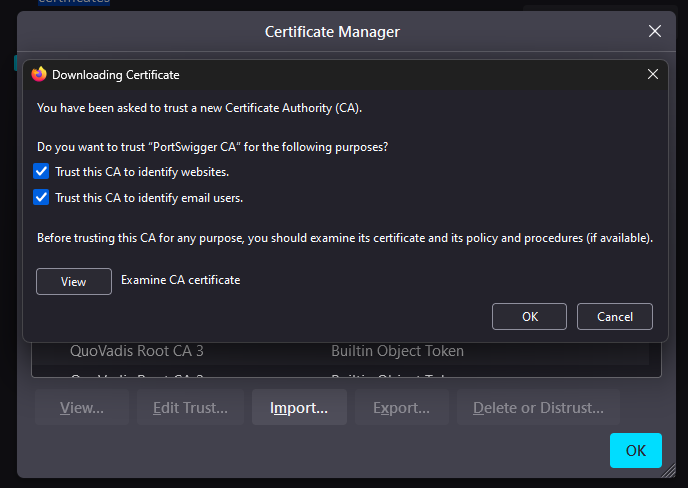 certificates
Certificate Manager
Downloading Certificate
You have been asked to trust a new Certificate Authority (CA).
Do you want to trust “PortSwigger CA” for the following purposes?
Trust this CA to identify websites.
Trust this CA to identify email users.
Before trusting this CA for any purpose, you should examine its certificate and its policy and procedures (if available).
View Examine CA certificate
OK Cancel
QuoVadis Root CA 3 Builtin Object Token
View... Edit Trust... Import... Export... Delete or Distrust...
OK